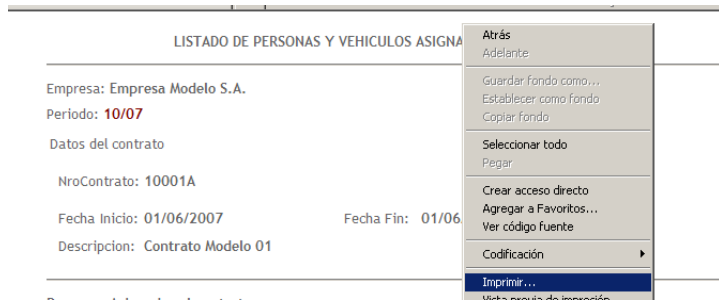 LISTADO DE PERSONAS Y VEHICULOS ASIGNA
Empresa: Empresa Modelo S.A.
Periodo: 10/07
Datos del contrato
NroContrato: 10001A
Fecha Inicio: 01/06/2007 Fecha Fin: 01/06
Descripcion: Contrato Modelo 01
Atrás
Adelante
Guardar fondo como...
Establecer como fondo
Copiar fondo
Seleccionar todo
Pegar
Crear acceso directo
Agregar a Favoritos...
Ver código fuente
Codificación
Imprimir...
Vista previa de impresión